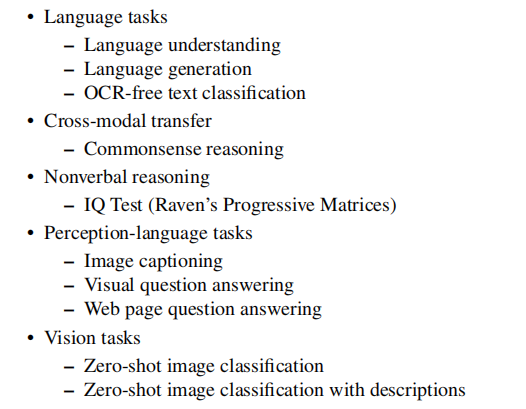 • Language tasks
– Language understanding
– Language generation
– OCR-free text classification
• Cross-modal transfer
– Commonsense reasoning
• Nonverbal reasoning
– IQ Test (Raven's Progressive Matrices)
• Perception-language tasks
– Image captioning
– Visual question answering
– Web page question answering
• Vision tasks
– Zero-shot image classification
– Zero-shot image classification with descriptions